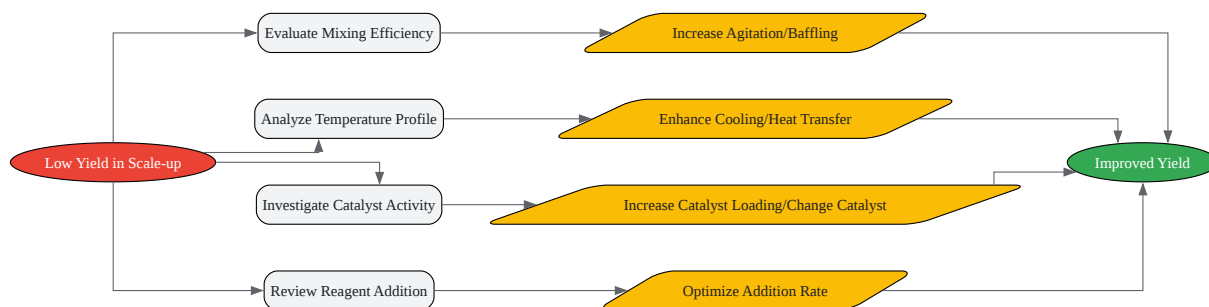 Evaluate Mixing Efficiency
Increase Agitation/Baffling
Analyze Temperature Profile
Enhance Cooling/Heat Transfer
Low Yield in Scale-up
Improved Yield
Investigate Catalyst Activity
Increase Catalyst Loading/Change Catalyst
Review Reagent Addition
Optimize Addition Rate